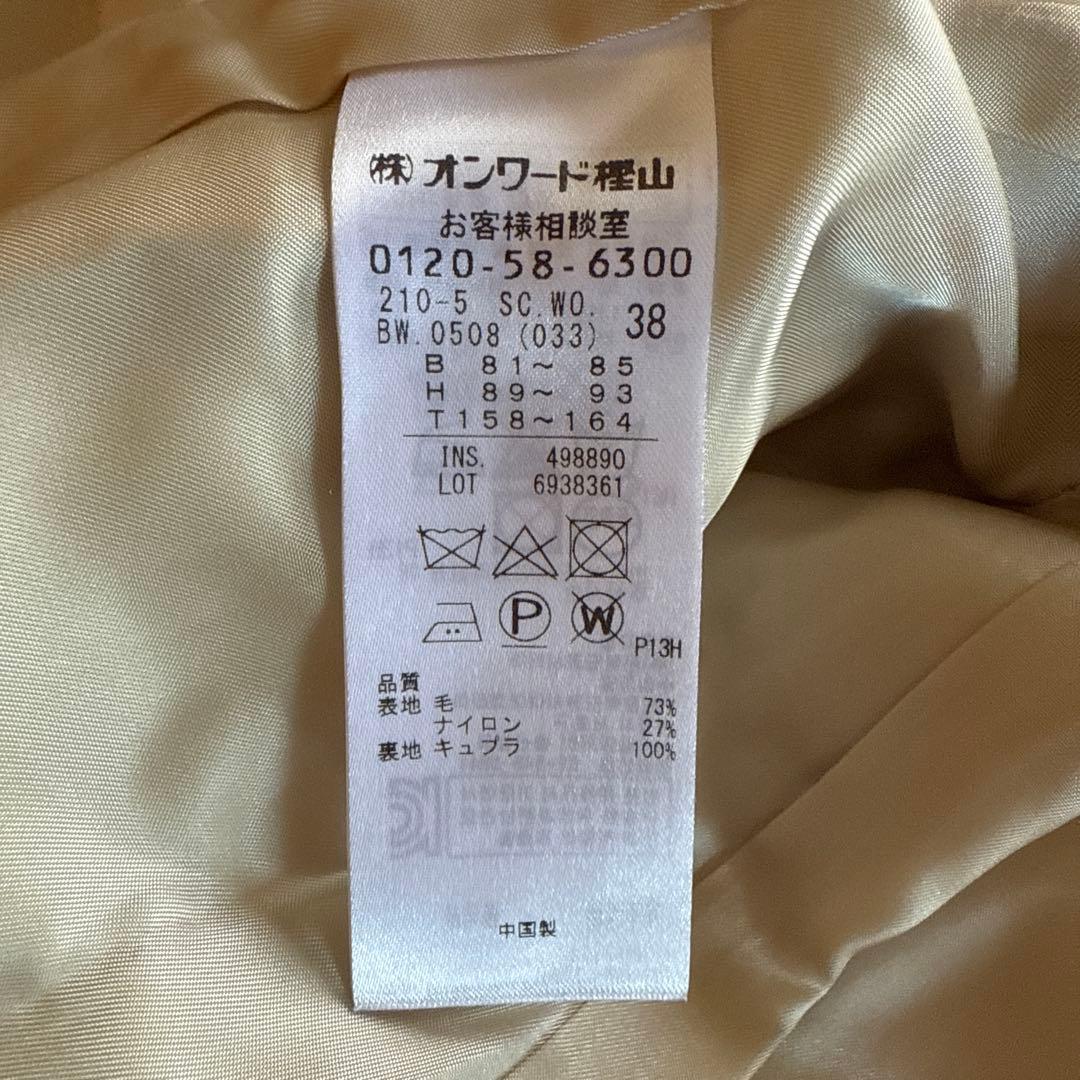 (株)オンワード樫山
お客様相談室
0120-58-6300
210-5 SC.WO. 38
BW.0508 (033)
B 81～ 85
H 89～ 93
T158～164
INS. 498890
LOT 6938361
P W P13H
品質
表地 毛 73%
ナイロン 27%
裏地 キュプラ 100%
中国製